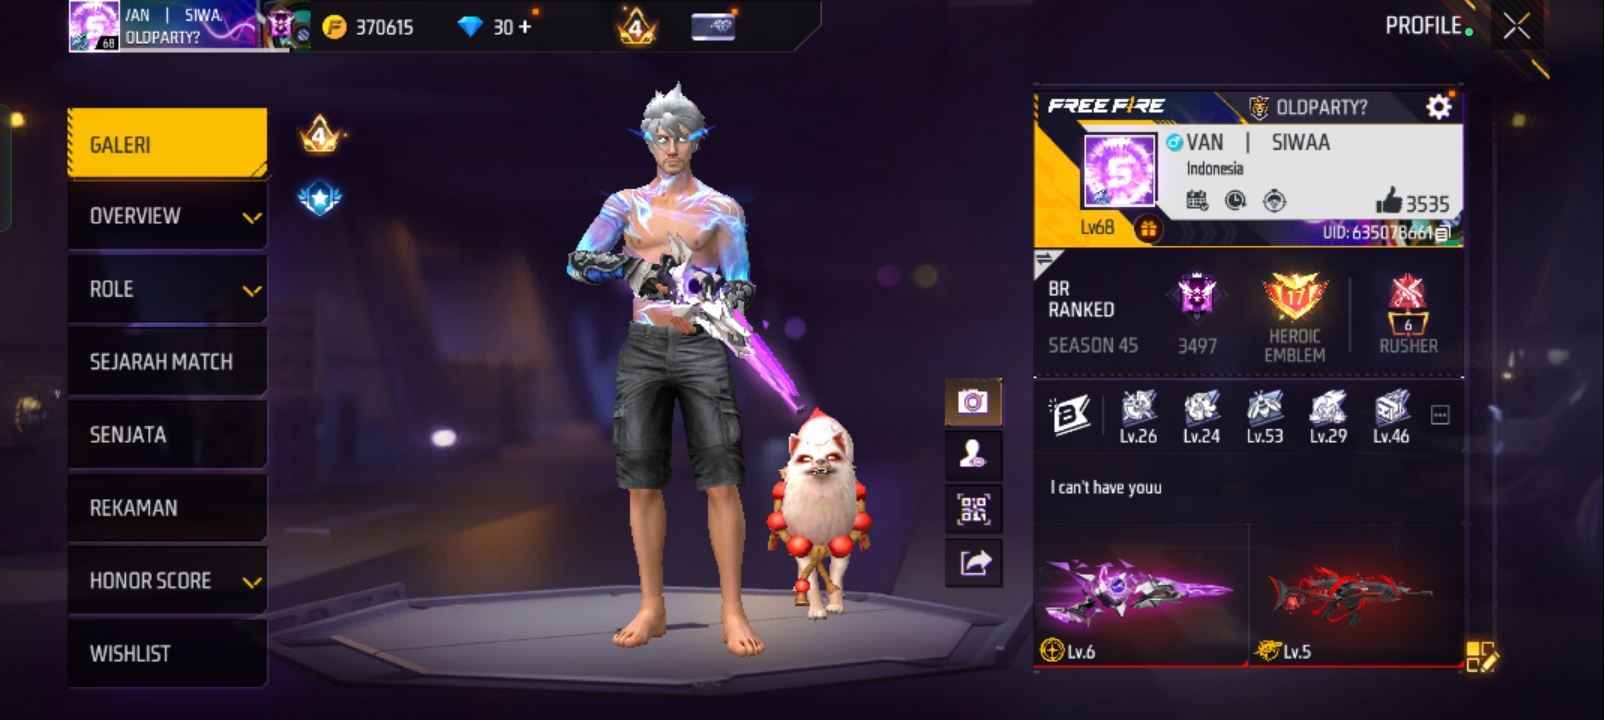 VAN | SIWA
OLDPARTY?
68
370615
30 +
4
PROFILE
GALERI
OVERVIEW
ROLE
SEJARAH MATCH
SENJATA
REKAMAN
HONOR SCORE
WISHLIST
4
FREE FIRE
OLDPARTY?
VAN | SIWAA
Indonesia
3535
Lv68
UID: 635078661
BR
RANKED
SEASON 45
3497
17
HEROIC
EMBLEM
6
RUSHER
B
Lv.26
Lv.24
Lv.53
Lv.29
Lv.46
I can't have youu
Lv.6
Lv.5